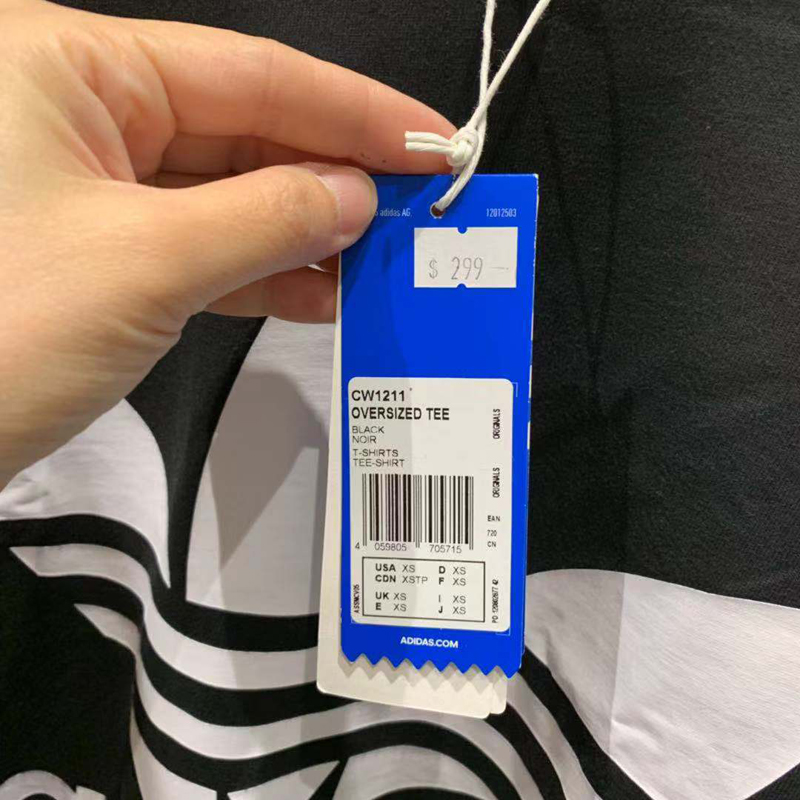 adidas AG 12012503
$ 299
CW1211
OVERSIZED TEE
BLACK
NOIR
T-SHIRTS
TEE-SHIRT
ORIGINALS
ORIGINALS
EAN
720
CN
4 059805 705715
USA XS D XS
CDN XSTP F XS
UK XS I XS
E XS J XS
ADIDAS.COM